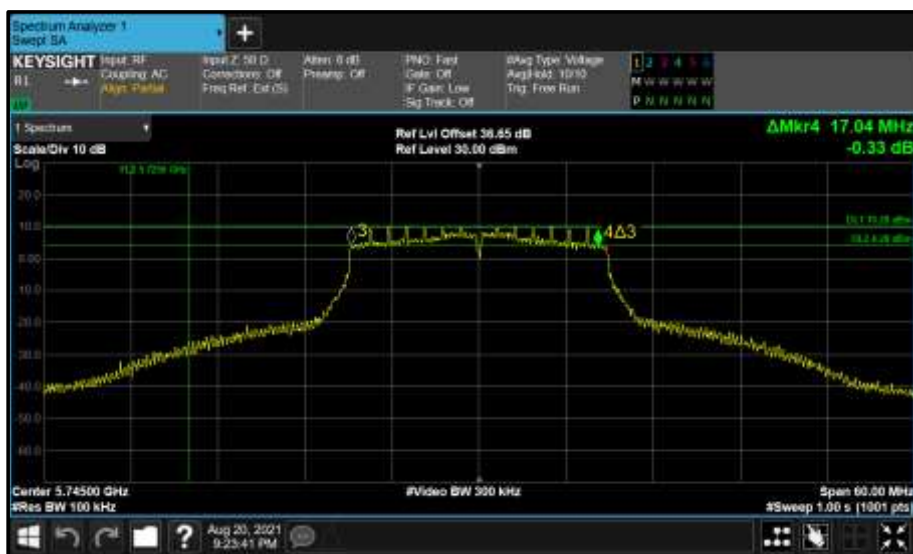 Spectrum Analyzer 1
Swept SA
+
KEYSIGHT
R L
Input: RF
Coupling: AC
Align: Partial
Input Z: 50 Ω
Corrections: Off
Freq Ref: Ext (S)
Atten: 6 dB
Preamp: Off
PNO: Fast
Gate: Off
IF Gain: Low
Sig Track: Off
#Avg Type: Voltage
Avg|Hold: 10/10
Trig: Free Run
1 2 3 4 5 6
M W W W W W
P N N N N N
1 Spectrum
Scale/Div 10 dB
Log
Ref Lvl Offset 36.65 dB
Ref Level 30.00 dBm
ΔMkr4 17.04 MHz
-0.33 dB
20.0
10.0
0.00
-10.0
-20.0
-30.0
-40.0
-50.0
-60.0
3
4Δ3
Center 5.74500 GHz
#Res BW 100 kHz
#Video BW 300 kHz
Span 60.00 MHz
#Sweep 1.00 s (1001 pts)
?
Aug 20, 2021
9:23:41 PM